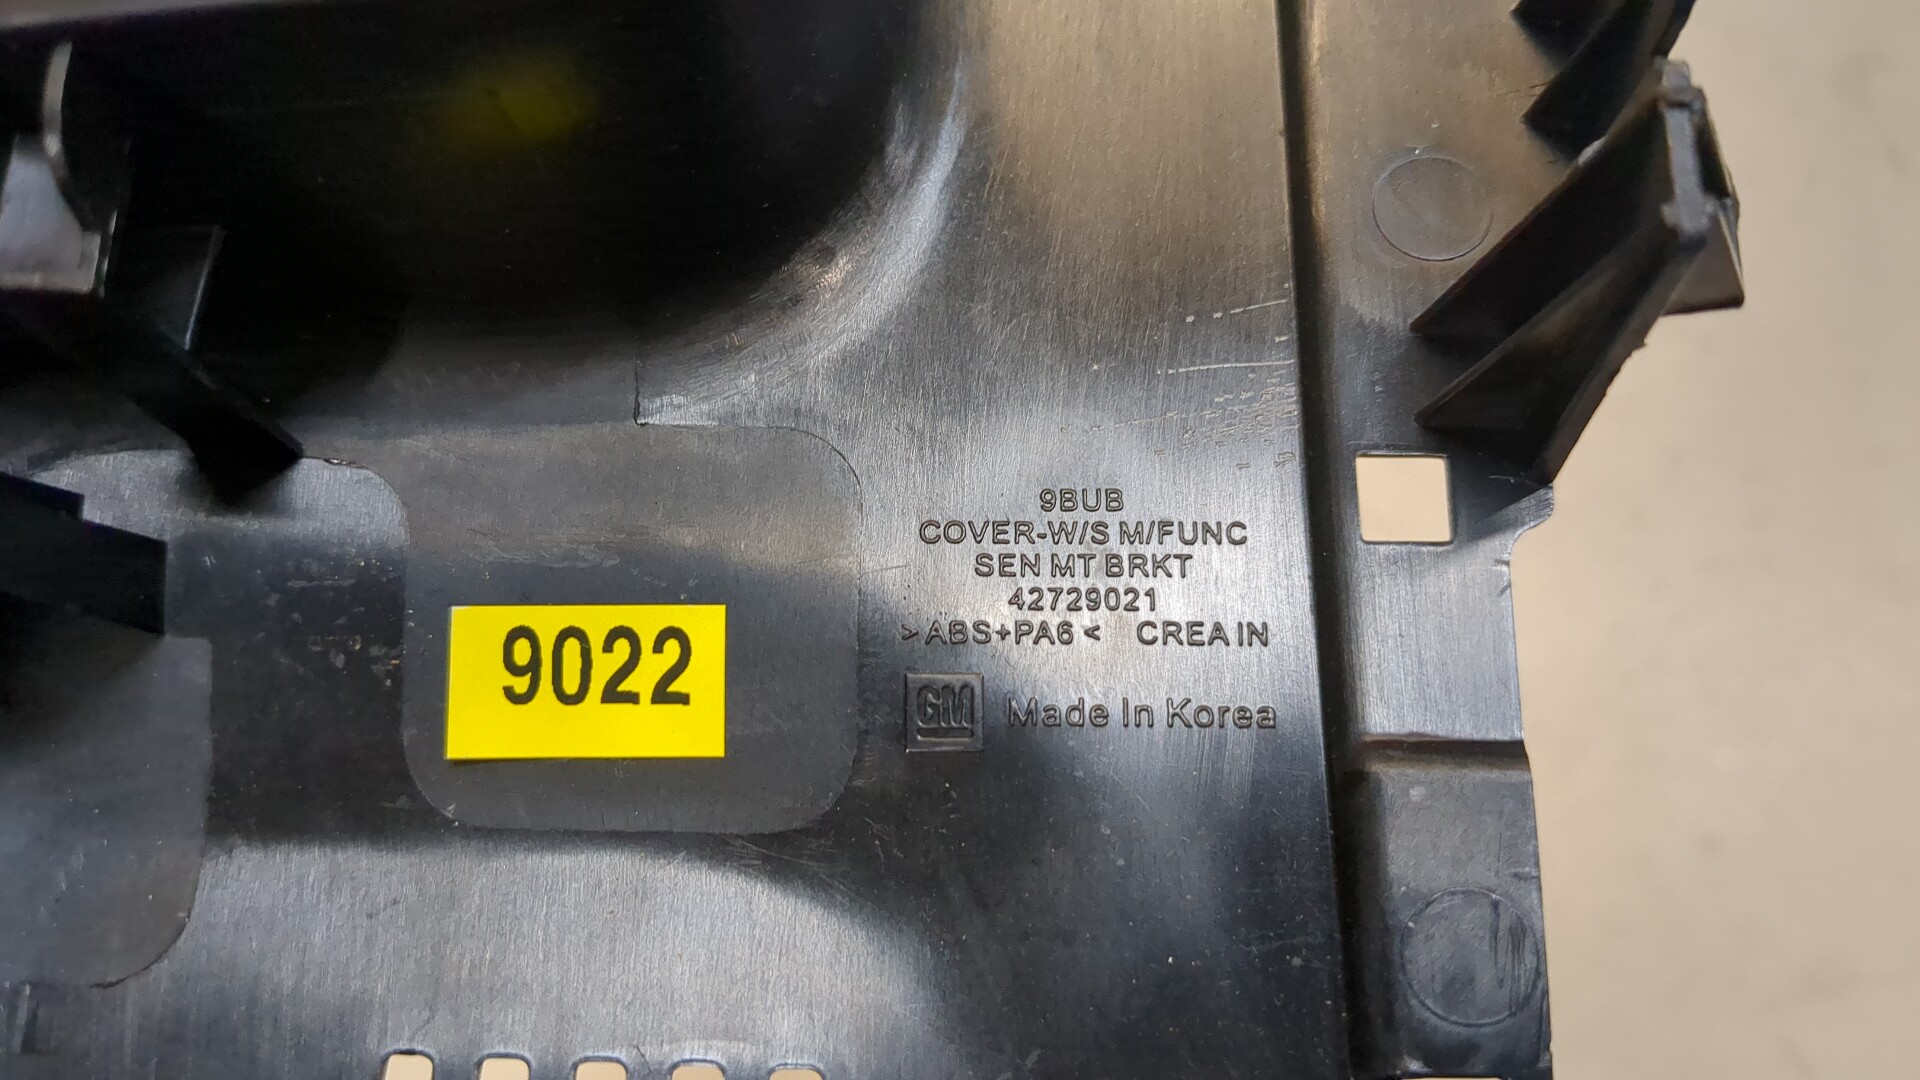 9BUB
COVER-W/S M/FUNC
SEN MT BRKT
42729021
>ABS+PA6< CREA IN
GM Made In Korea
9022